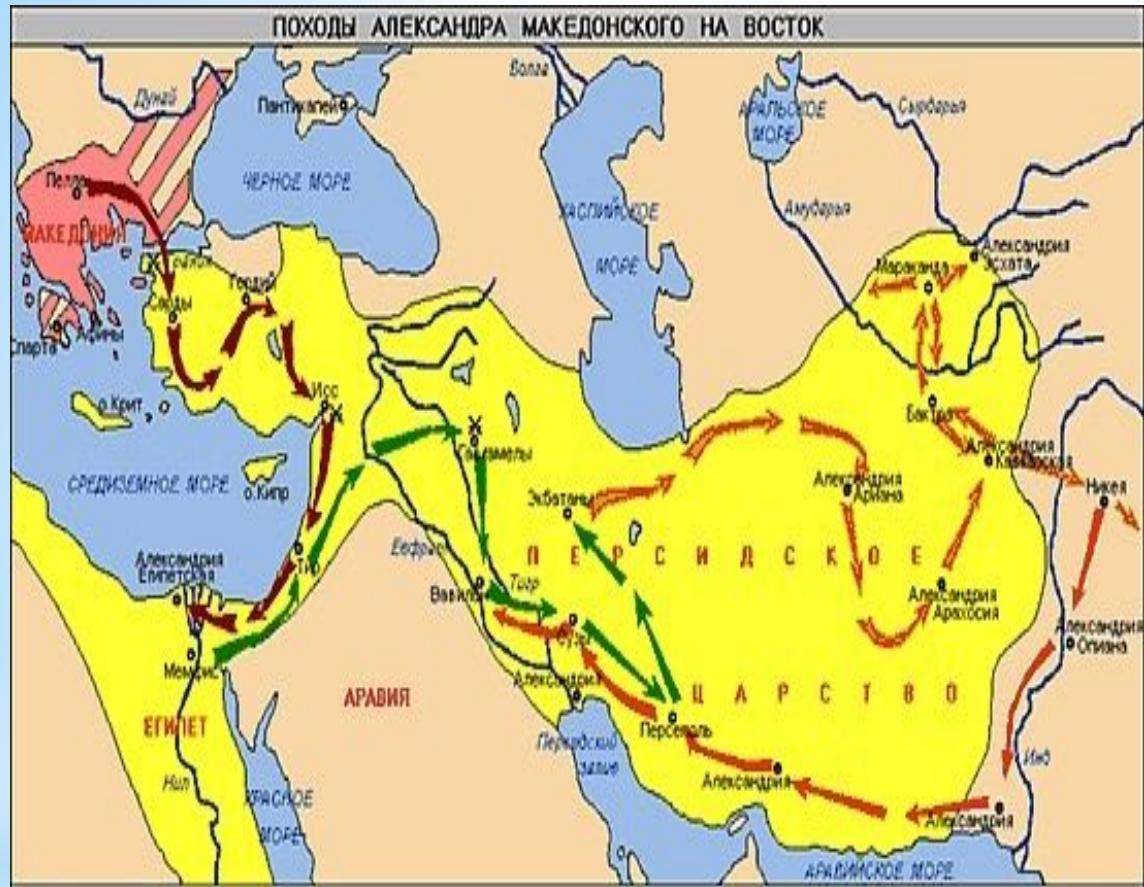 ПОХОДЫ АЛЕКСАНДРА МАКЕДОНСКОГО НА ВОСТОК
Дунай
Волга
Пантикапей
АРАЛЬСКОЕ
МОРЕ
Сырдарья
ЧЕРНОЕ МОРЕ
Пелла
МАКЕДОНИЯ
КАСПИЙСКОЕ
МОРЕ
Амударья
Александрия
Эсхата
Мараканда
Гордий
Сарды
Спарта
Афины
Исс
о.Крит
Бактра
Александрия
Кавказская
Гавгамелы
СРЕДИЗЕМНОЕ МОРЕ
о.Кипр
Экбатаны
Александрия
Ариана
Никея
Александрия
Египетская
Тир
Евфрат
ПЕРСИДСКОЕ
Вавилон
Тигр
Александрия
Арахосия
Сузы
Александрия
Опиана
Мемфис
Александрия
АРАВИЯ
ЦАРСТВО
ЕГИПЕТ
Персеполь
Персидский
залив
Инд
Нил
КРАСНОЕ
МОРЕ
Александрия
Александрия
АРАВИЙСКОЕ МОРЕ